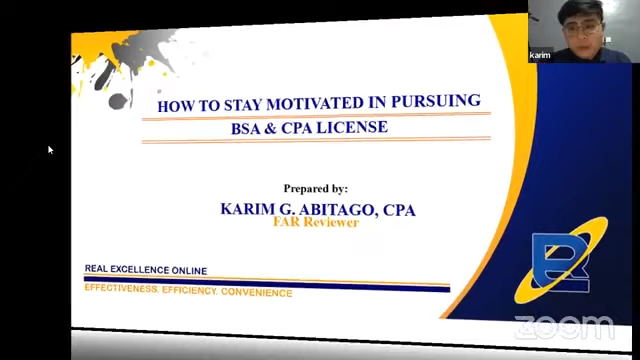 karim
HOW TO STAY MOTIVATED IN PURSUING
BSA & CPA LICENSE
Prepared by:
KARIM G. ABITAGO, CPA
FAR Reviewer
REAL EXCELLENCE ONLINE
EFFECTIVENESS. EFFICIENCY. CONVENIENCE
zoom